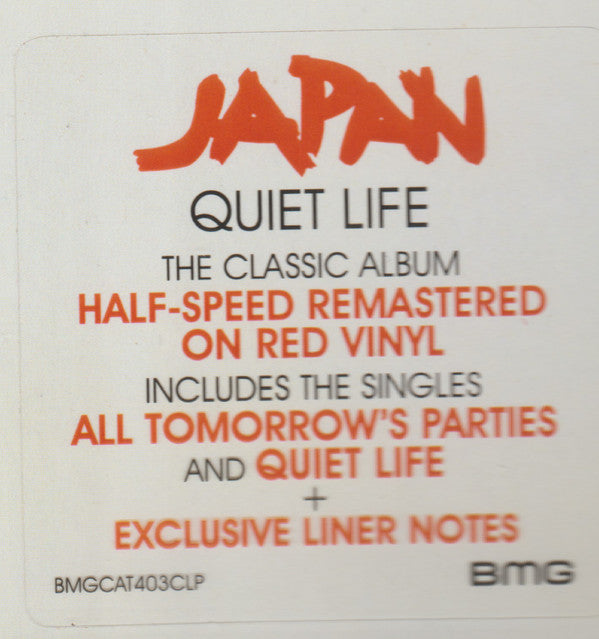 JAPAN
QUIET LIFE
THE CLASSIC ALBUM
HALF-SPEED REMASTERED
ON RED VINYL
INCLUDES THE SINGLES
ALL TOMORROW'S PARTIES
AND QUIET LIFE
+
EXCLUSIVE LINER NOTES
BMGCAT403CLP
BMG